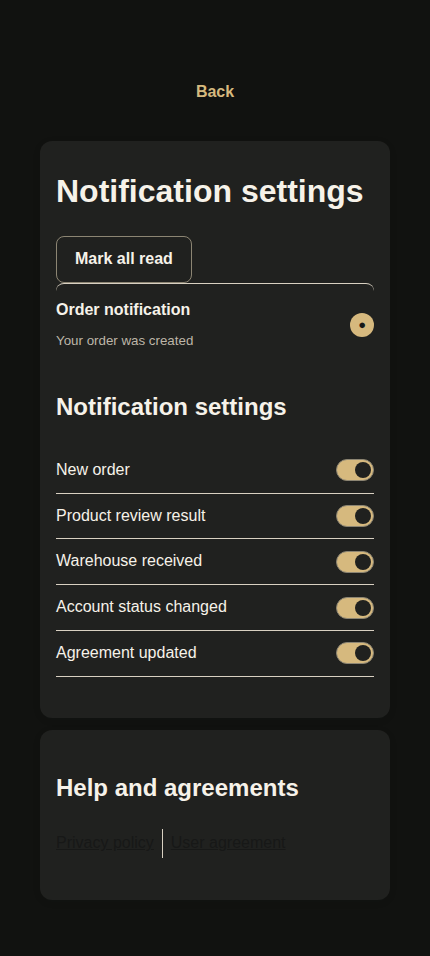 Back
Notification settings
Mark all read
Order notification
Your order was created
Notification settings
New order
Product review result
Warehouse received
Account status changed
Agreement updated
Help and agreements
Privacy policy User agreement